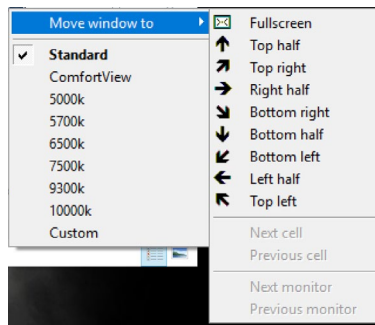 Move window to
Standard
ComfortView
5000k
5700k
6500k
7500k
9300k
10000k
Custom
Fullscreen
Top half
Top right
Right half
Bottom right
Bottom half
Bottom left
Left half
Top left
Next cell
Previous cell
Next monitor
Previous monitor